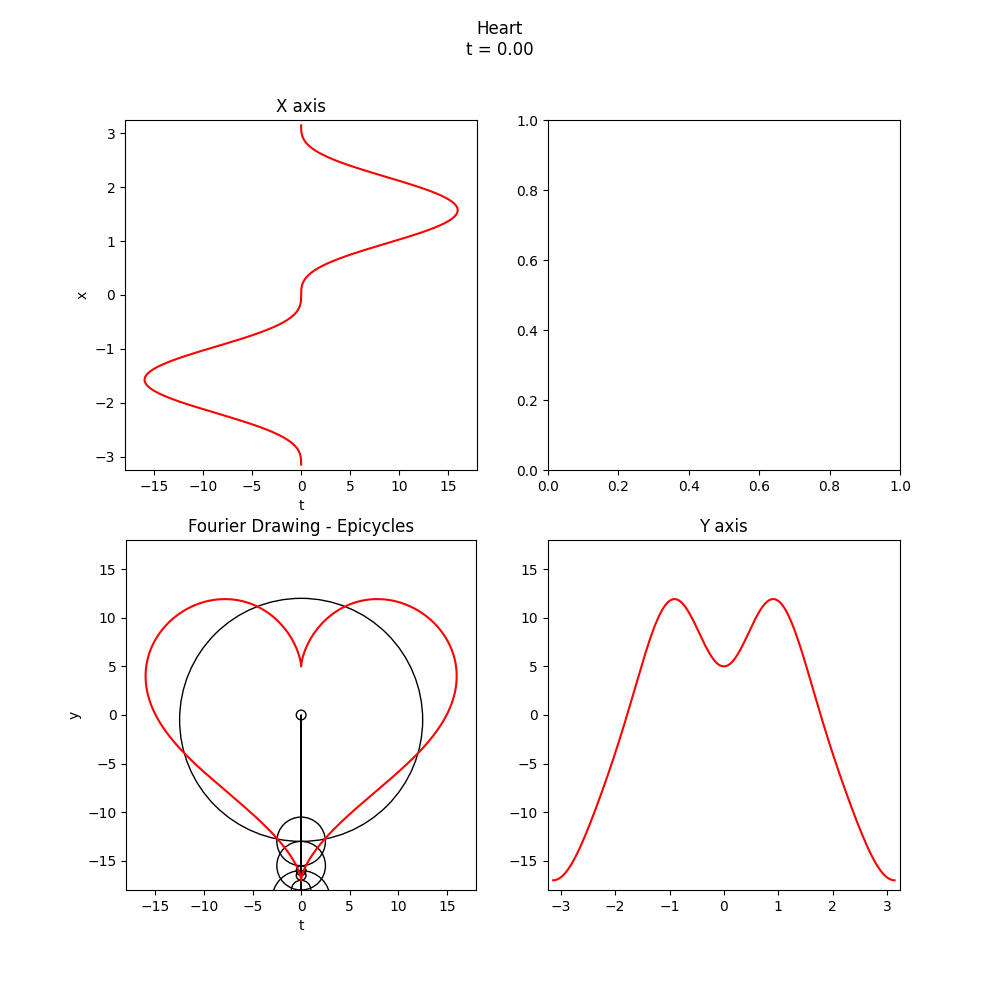 Heart
t = 0.00
X axis
3
2
1
0
−1
−2
−3
x
−15 −10 −5 0 5 10 15
t
1.0
0.8
0.6
0.4
0.2
0.0
0.0 0.2 0.4 0.6 0.8 1.0
Fourier Drawing - Epicycles
15
10
5
0
−5
−10
−15
y
−15 −10 −5 0 5 10 15
t
Y axis
15
10
5
0
−5
−10
−15
−3 −2 −1 0 1 2 3